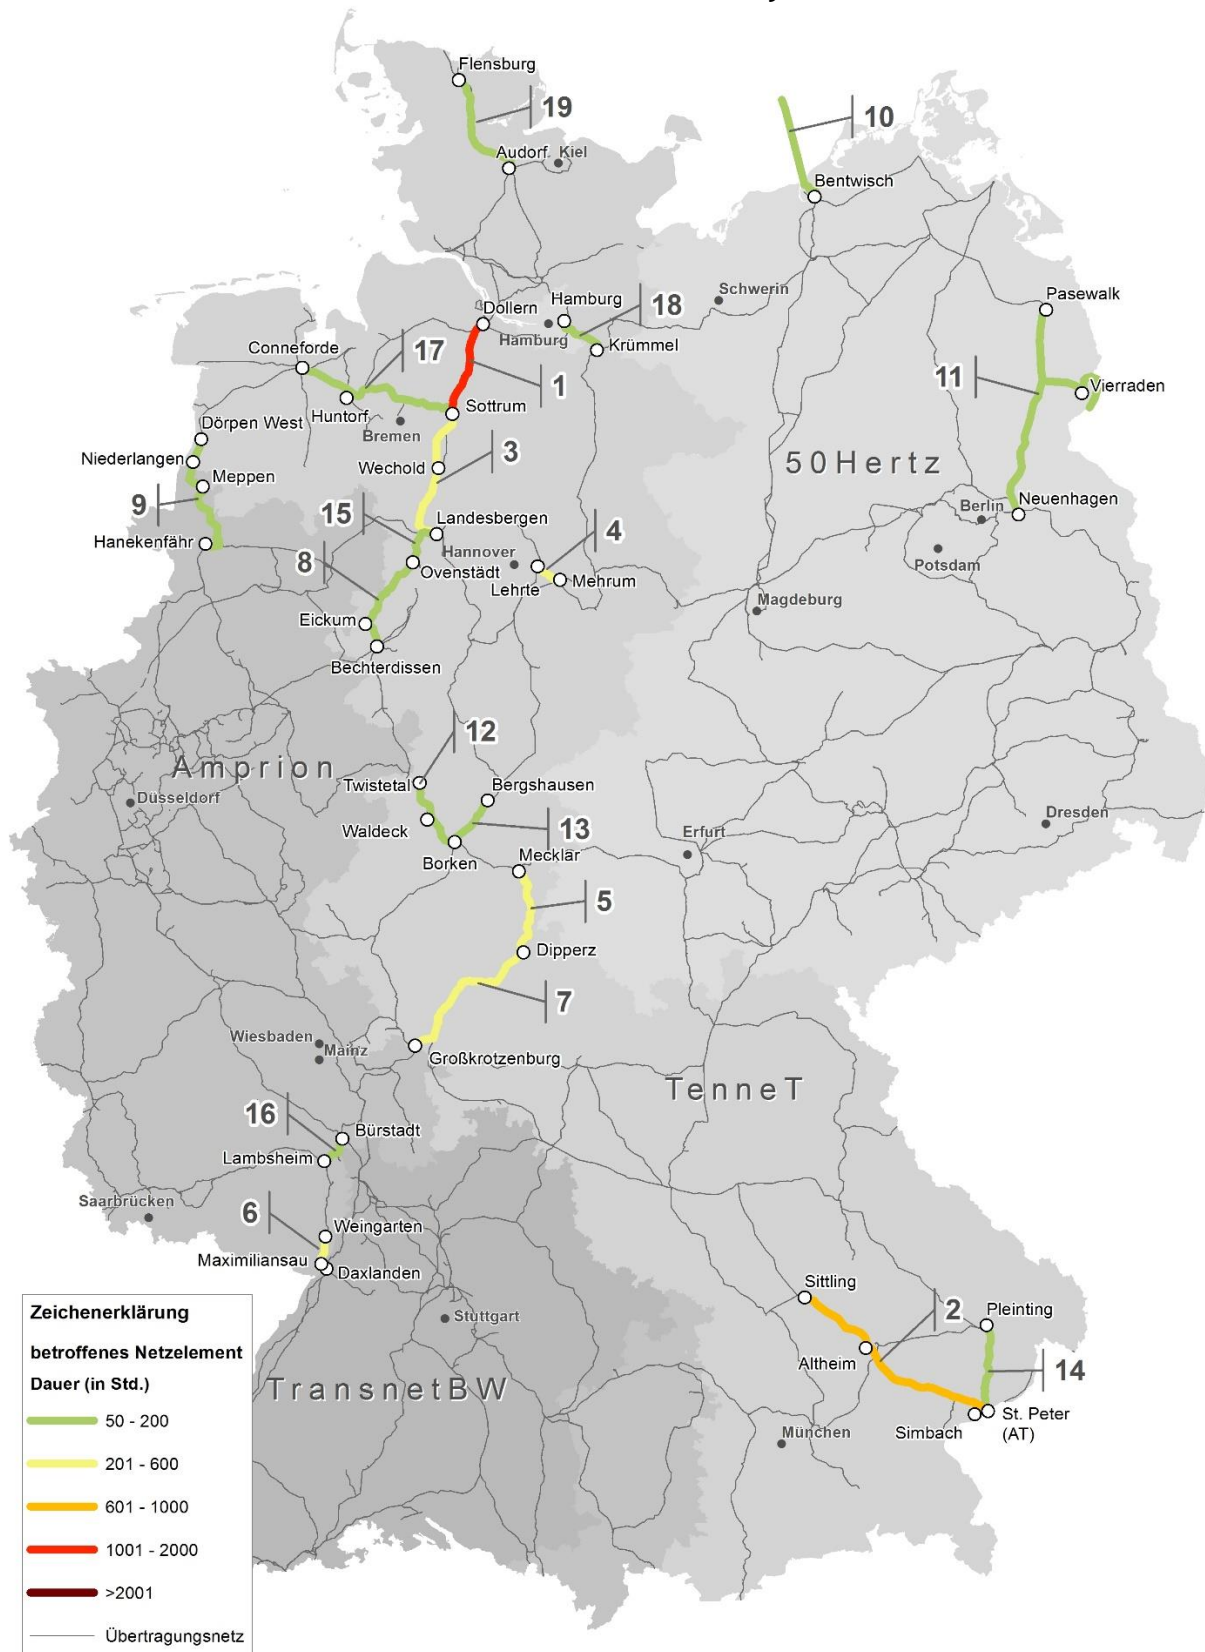 Flensburg
19
10
Audorf
Kiel
Bentwisch
Schwerin
Hamburg
18
Pasewalk
Dollern
Hamburg
Krümmel
Conneforde
17
1
11
Vierraden
Huntorf
Sottrum
Bremen
Dörpen West
3
50Hertz
Niederlangen
Wechold
Meppen
9
15
Landesbergen
4
Berlin
Neuenhagen
Hanekenfähr
Hannover
8
Ovenstädt
Lehrte
Mehrum
Potsdam
Magdeburg
Eickum
Bechterdissen
12
Amprion
Twistetal
Bergshausen
Düsseldorf
Waldeck
13
Erfurt
Dresden
Borken
Mecklar
5
Dipperz
7
Wiesbaden
Mainz
Großkrotzenburg
TenneT
16
Bürstadt
Lambsheim
Saarbrücken
6
Weingarten
Maximiliansau
Daxlanden
Sittling
2
Pleinting
Stuttgart
Altheim
14
TransnetBW
St. Peter
(AT)
Simbach
München
Zeichenerklärung
betroffenes Netzelement
Dauer (in Std.)
50 - 200
201 - 600
601 - 1000
1001 - 2000
>2001
Übertragungsnetz